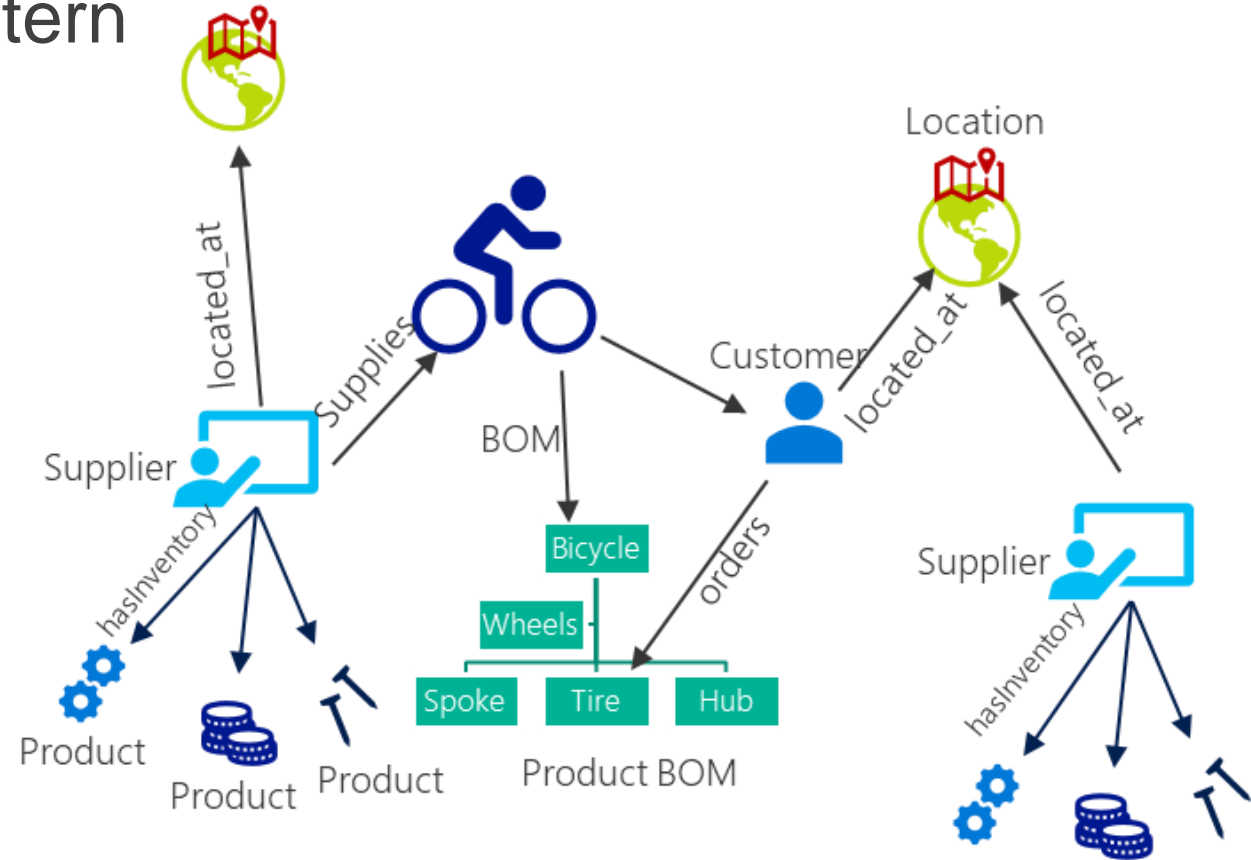 tern
Location
located_at
Supplies
Customer
located_at
located_at
BOM
Supplier
hasInventory
Bicycle
orders
Supplier
Wheels
hasInventory
Spoke
Tire
Hub
Product
Product
Product
Product BOM